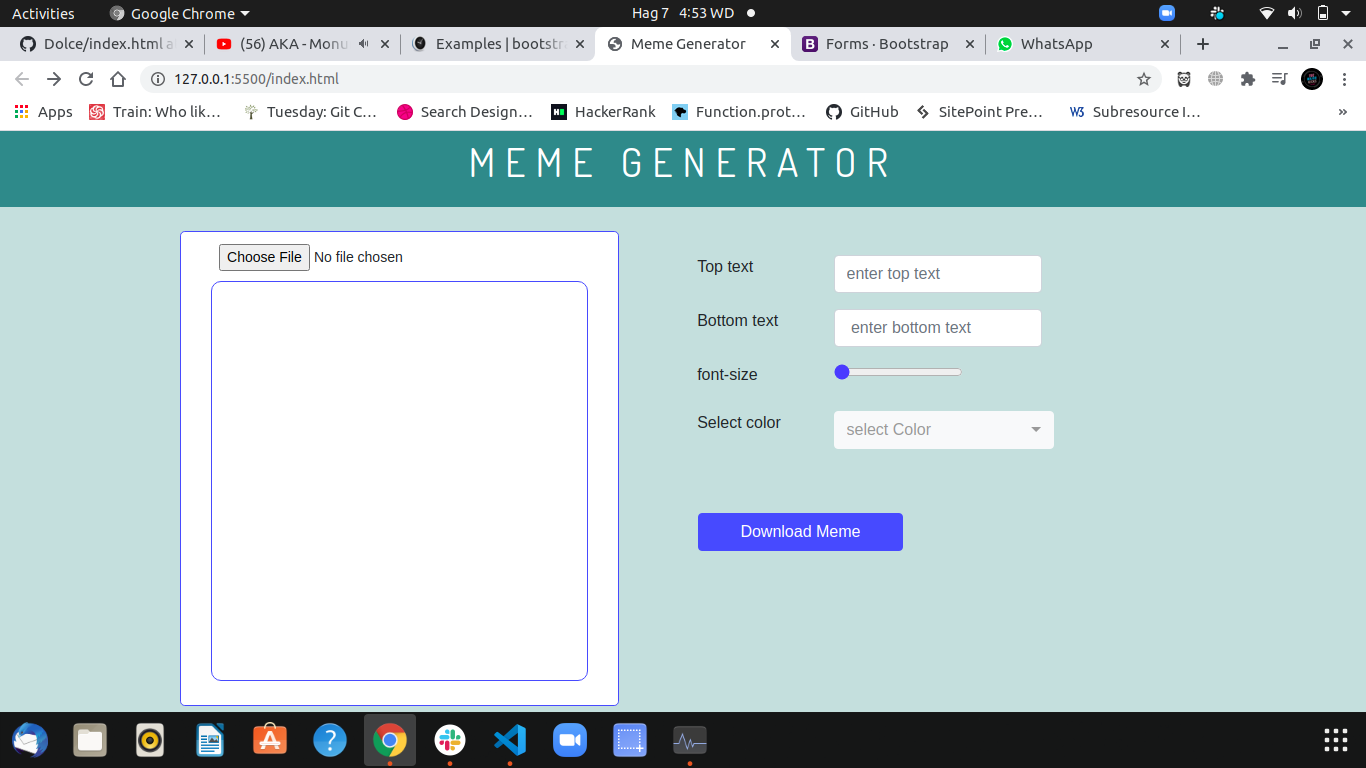 Activities Google Chrome Hag 7 4:53 WD
Dolce/index.html a (56) AKA - Monu Examples | bootstra Meme Generator Forms · Bootstrap WhatsApp
127.0.0.1:5500/index.html
Apps Train: Who lik… Tuesday: Git C… Search Design… HackerRank Function.prot… GitHub SitePoint Pre… Subresource I… »
MEME GENERATOR
Choose File No file chosen
Top text enter top text
Bottom text enter bottom text
font-size
Select color select Color
Download Meme